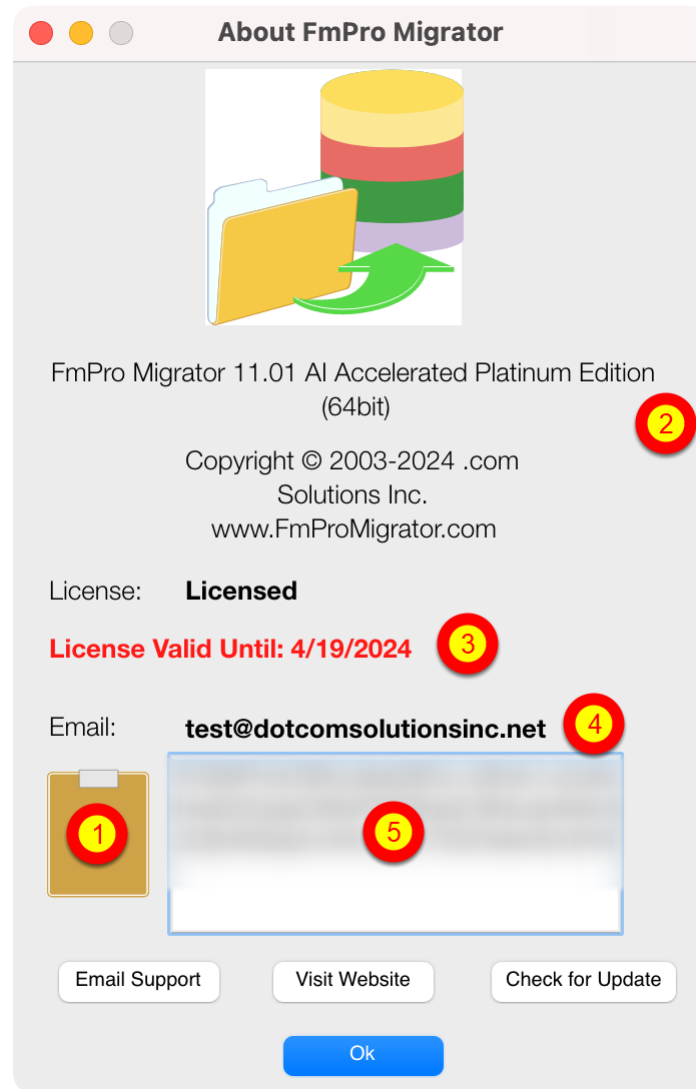 About FmPro Migrator
FmPro Migrator 11.01 AI Accelerated Platinum Edition
(64bit)
2
Copyright © 2003-2024 .com
Solutions Inc.
www.FmProMigrator.com
License: Licensed
License Valid Until: 4/19/2024 3
Email: test@dotcomsolutionsinc.net 4
1 5
Email Support Visit Website Check for Update
Ok